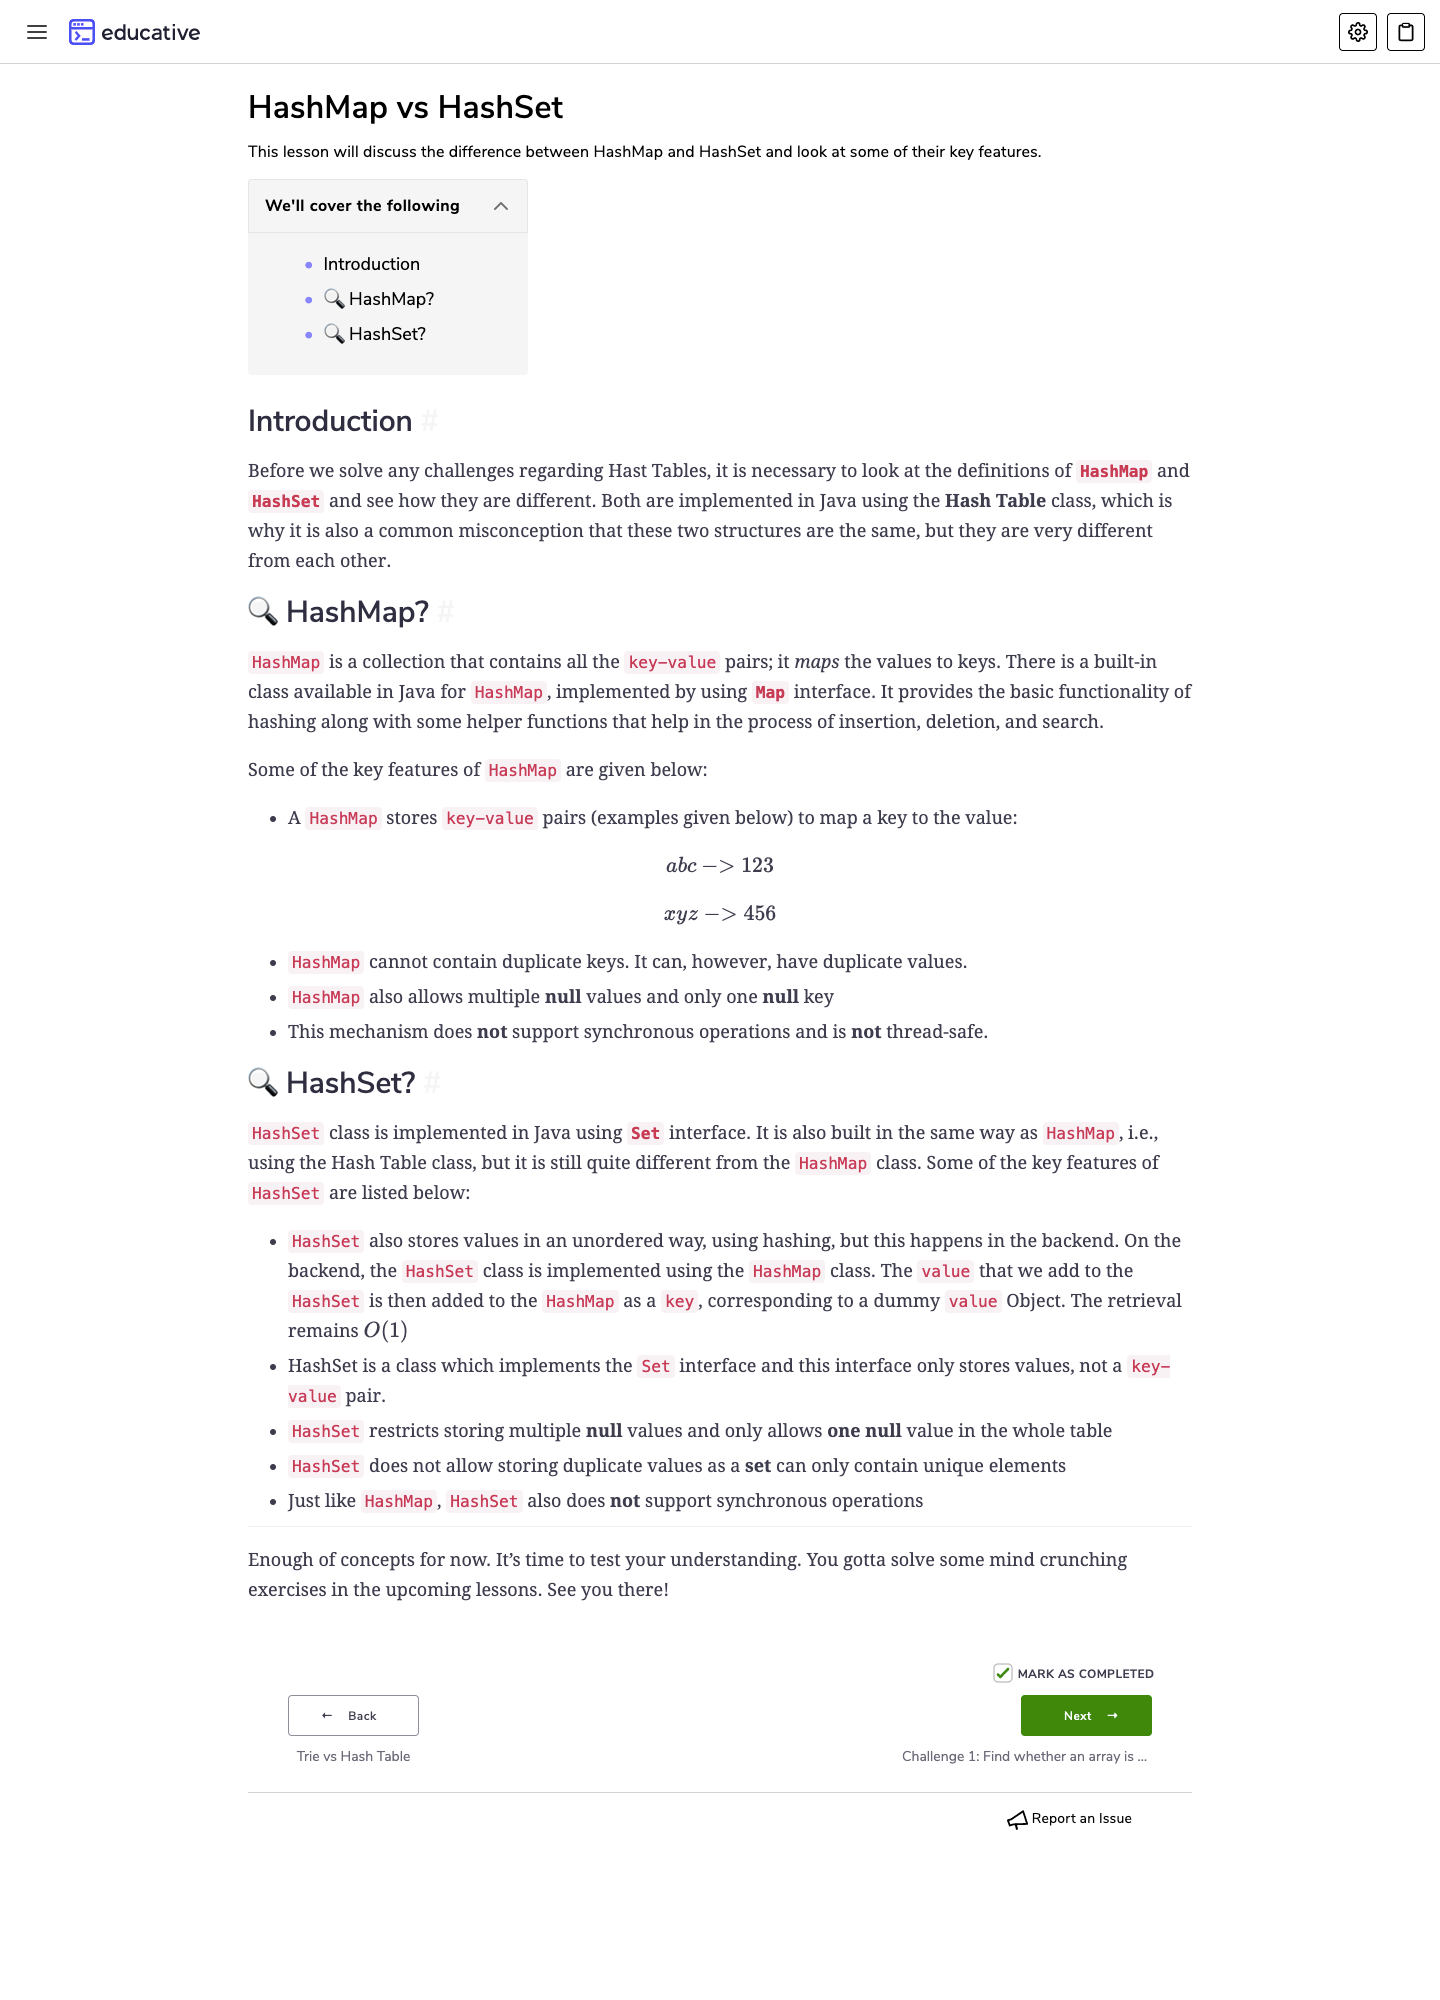 educative
HashMap vs HashSet
This lesson will discuss the difference between HashMap and HashSet and look at some of their key features.
We'll cover the following
Introduction
🔍 HashMap?
🔍 HashSet?
Introduction #
Before we solve any challenges regarding Hast Tables, it is necessary to look at the definitions of HashMap and
HashSet and see how they are different. Both are implemented in Java using the Hash Table class, which is
why it is also a common misconception that these two structures are the same, but they are very different
from each other.
🔍 HashMap? #
HashMap is a collection that contains all the key-value pairs; it maps the values to keys. There is a built-in
class available in Java for HashMap, implemented by using Map interface. It provides the basic functionality of
hashing along with some helper functions that help in the process of insertion, deletion, and search.
Some of the key features of HashMap are given below:
• A HashMap stores key-value pairs (examples given below) to map a key to the value:
abc −> 123
xyz −> 456
• HashMap cannot contain duplicate keys. It can, however, have duplicate values.
• HashMap also allows multiple null values and only one null key
• This mechanism does not support synchronous operations and is not thread-safe.
🔍 HashSet? #
HashSet class is implemented in Java using Set interface. It is also built in the same way as HashMap, i.e.,
using the Hash Table class, but it is still quite different from the HashMap class. Some of the key features of
HashSet are listed below:
• HashSet also stores values in an unordered way, using hashing, but this happens in the backend. On the
backend, the HashSet class is implemented using the HashMap class. The value that we add to the
HashSet is then added to the HashMap as a key, corresponding to a dummy value Object. The retrieval
remains O(1)
• HashSet is a class which implements the Set interface and this interface only stores values, not a key-
value pair.
• HashSet restricts storing multiple null values and only allows one null value in the whole table
• HashSet does not allow storing duplicate values as a set can only contain unique elements
• Just like HashMap, HashSet also does not support synchronous operations
Enough of concepts for now. It’s time to test your understanding. You gotta solve some mind crunching
exercises in the upcoming lessons. See you there!
MARK AS COMPLETED
← Back
Next →
Trie vs Hash Table
Challenge 1: Find whether an array is ...
Report an Issue